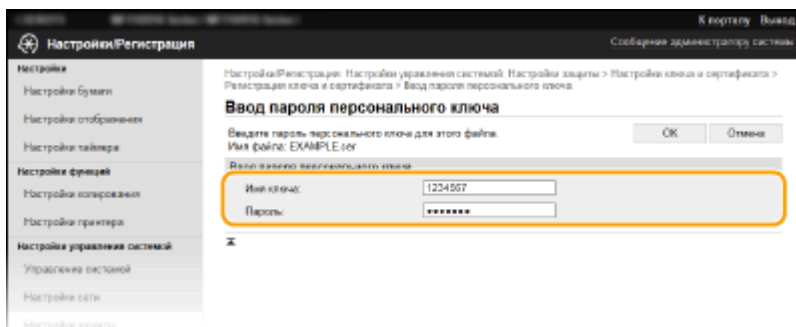 К порталу Выход
Настройки/Регистрация
Сообщение администратору системы
Настройки
Настройки бумаги
Настройки отображения
Настройки таймера
Настройки функций
Настройки копирования
Настройки принтера
Настройки управления системой
Управление системой
Настройки сети
Настройки защиты
Настройки/Регистрация: Настройки управления системой: Настройки защиты > Настройки ключа и сертификата >
Регистрация ключа и сертификата > Ввод пароля персонального ключа
Ввод пароля персонального ключа
Введите пароль персонального ключа для этого файла.
Имя файла: EXAMPLE.cer
OK Отмена
Ввод пароля персонального ключа
Имя ключа: 1234567
Пароль: •••••••